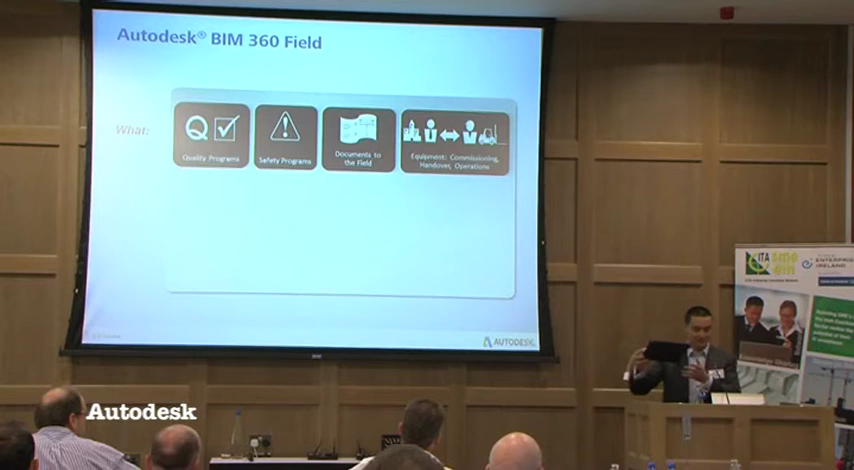 Autodesk® BIM 360 Field
What:
Quality Programs
Safety Programs
Documents to
the Field
Equipment: Commissioning,
Handover, Operations
AUTODESK
ITA
ENTERPRISE
IRELAND
Autodesk